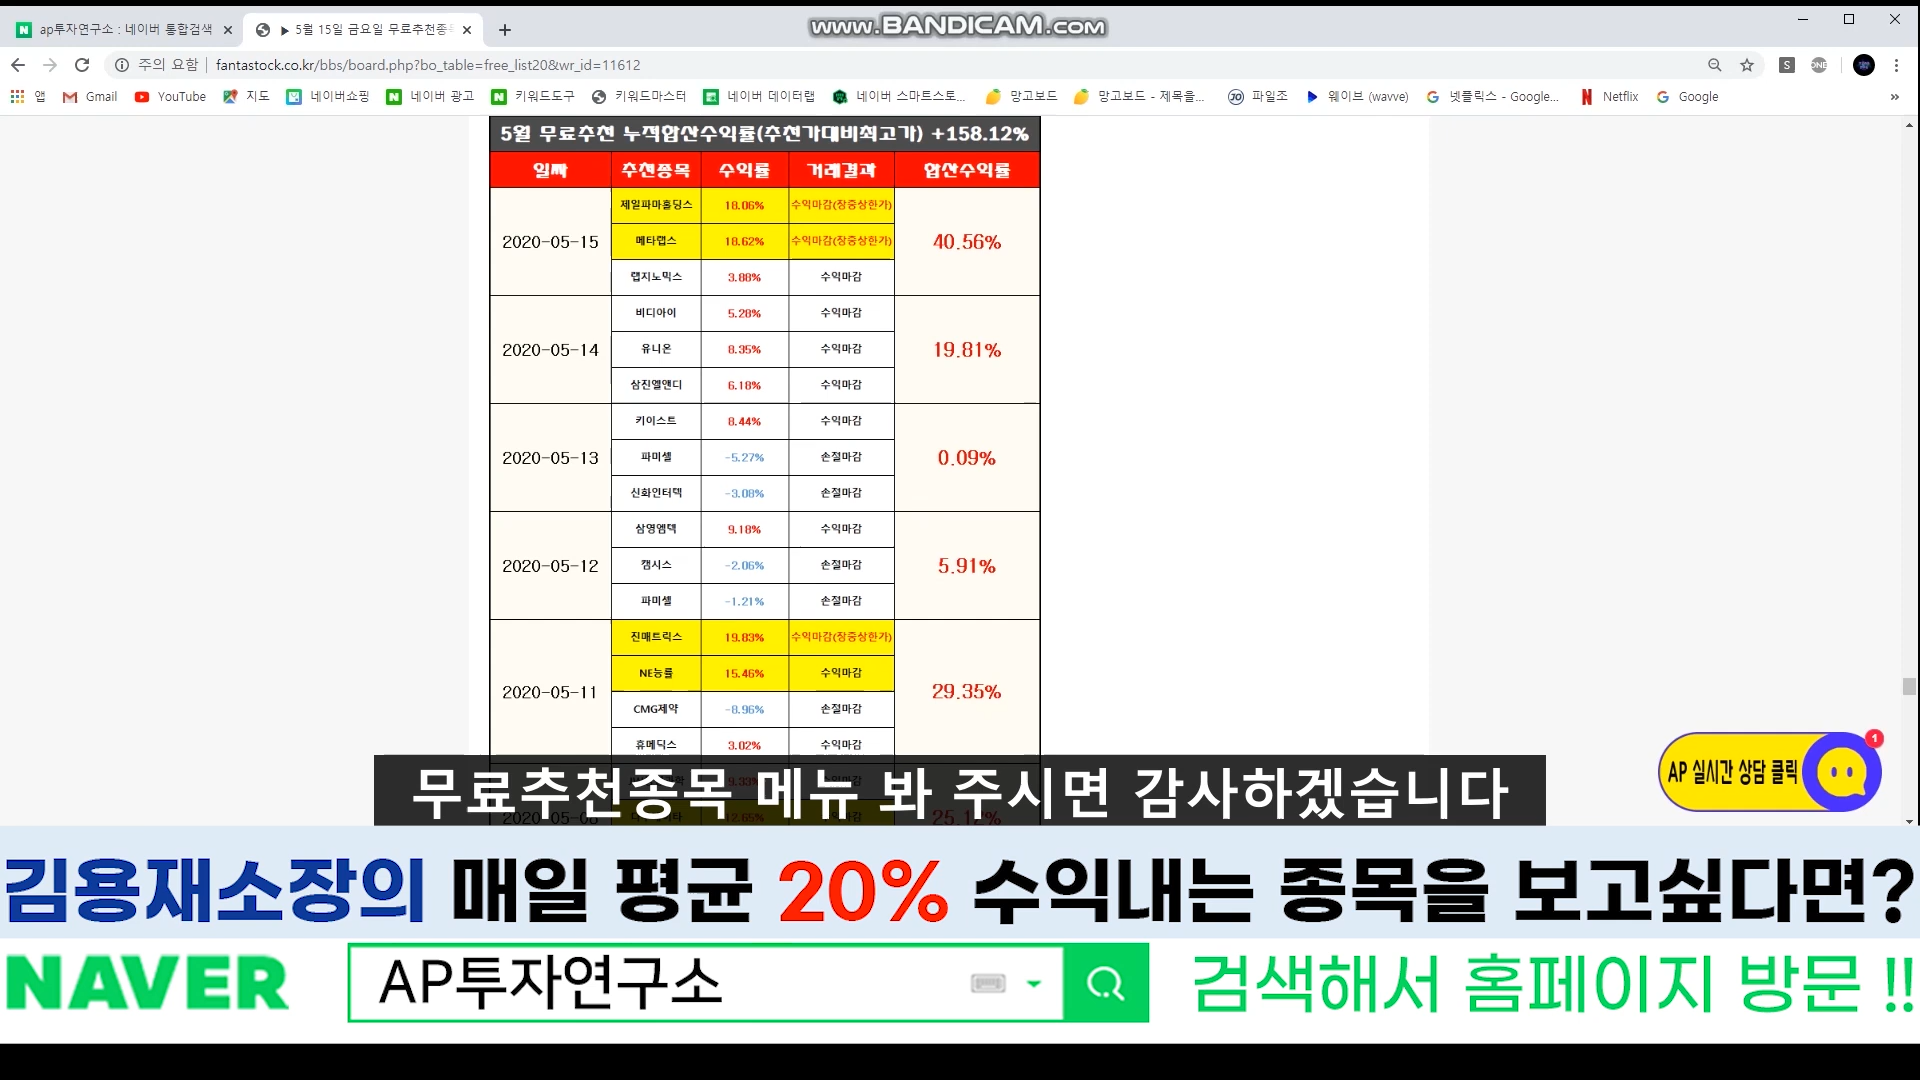 www.BANDICAM.com
ap투자연구소 : 네이버 통합검색
▶ 5월 15일 금요일 무료추천종
주의 요함 fantastock.co.kr/bbs/board.php?bo_table=free_list20&wr_id=11612
앱 Gmail YouTube 지도 네이버쇼핑 네이버 광고 키워드도구 키워드마스터 네이버 데이터랩 네이버 스마트스토... 망고보드 망고보드 - 제목을... 파일조 웨이브 (wavve) 넷플릭스 - Google... Netflix Google
5월 무료추천 누적합산수익률(추천가대비최고가) +158.12%
일짜 추천종목 수익률 거래결과 합산수익률
2020-05-15 제일파마홀딩스 18.06% 수익마감(장중상한가) 40.56%
메타랩스 18.62% 수익마감(장중상한가)
랩지노믹스 3.88% 수익마감
2020-05-14 비디아이 5.28% 수익마감 19.81%
유니온 8.35% 수익마감
삼진엘앤디 6.18% 수익마감
2020-05-13 키이스트 8.44% 수익마감 0.09%
파미셀 -5.27% 손절마감
신화인터텍 -3.08% 손절마감
2020-05-12 삼영엠텍 9.18% 수익마감 5.91%
캠시스 -2.06% 손절마감
파미셀 -1.21% 손절마감
2020-05-11 진매트릭스 19.83% 수익마감(장중상한가) 29.35%
NE능률 15.46% 수익마감
CMG제약 -8.96% 손절마감
휴메딕스 3.02% 수익마감
무료추천종목 메뉴 봐 주시면 감사하겠습니다
AP 실시간 상담 클릭
1
김용재소장의 매일 평균 20% 수익내는 종목을 보고싶다면?
NAVER AP투자연구소 검색해서 홈페이지 방문 !!